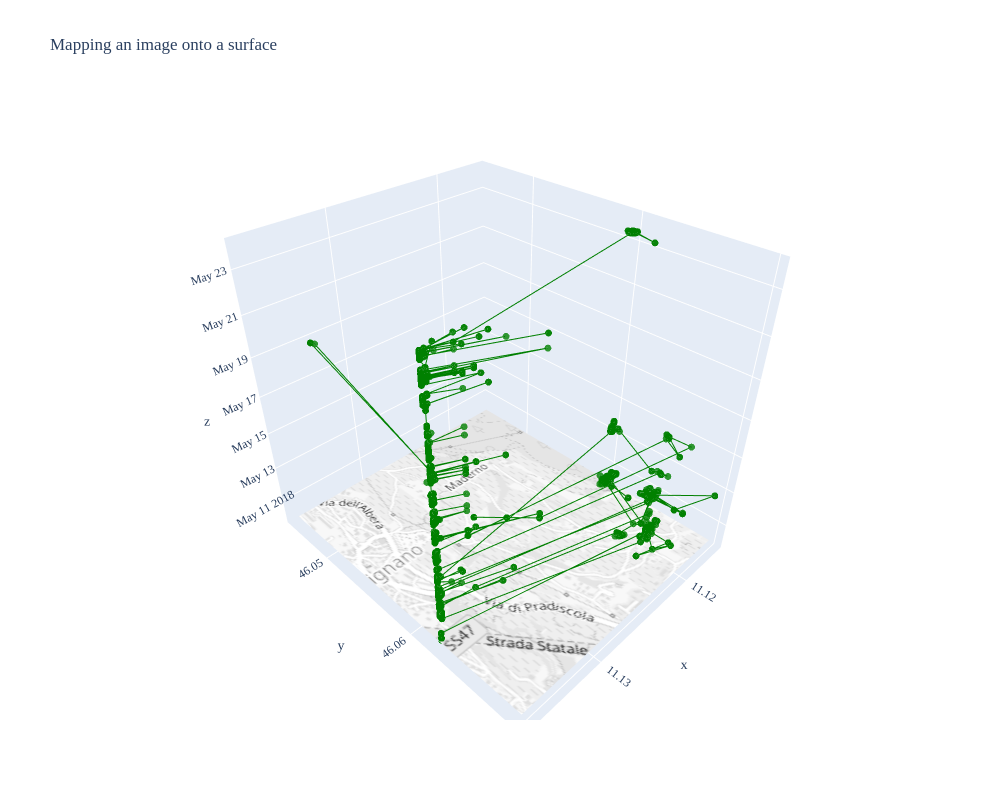 Mapping an image onto a surface
May 23
May 21
May 19
May 17
z
May 15
May 13
May 11 2018
Maderno
ia dell'Albera
ignano
46.05
11.12
Via di Pradiscola
y
46.06
SS47
Strada Statale
x
11.13